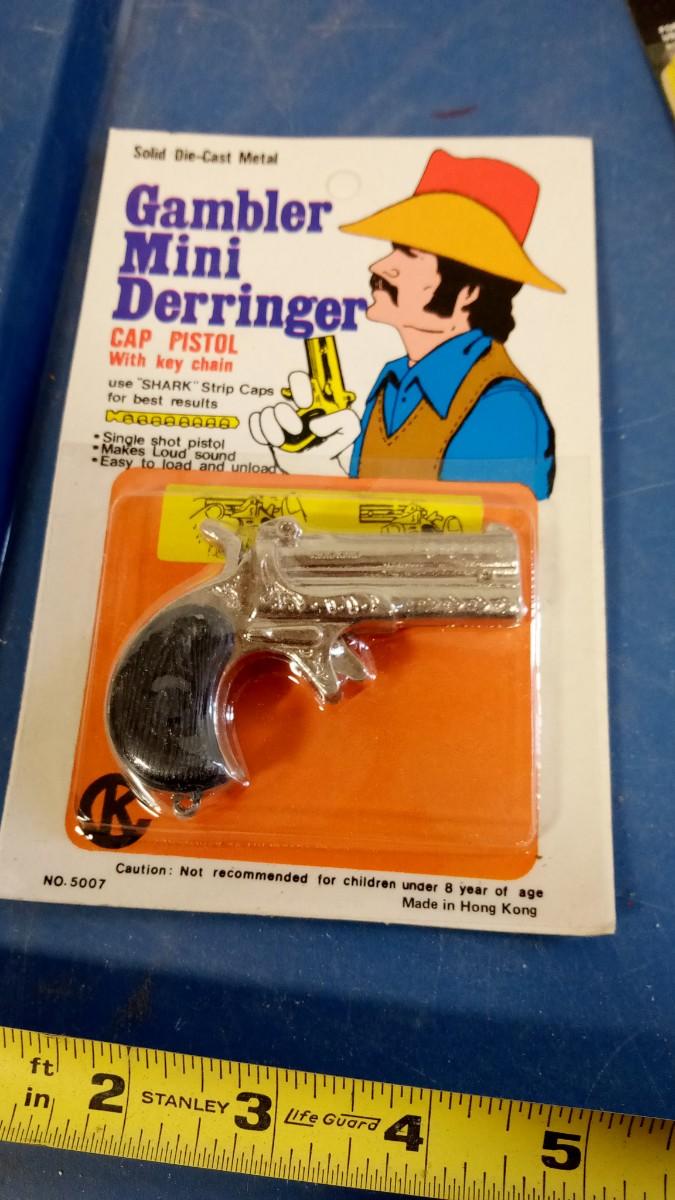 Solid Die-Cast Metal
Gambler
Mini
Derringer
CAP PISTOL
With key chain
use "SHARK" Strip Caps
for best results
• Single shot pistol
• Makes Loud sound
• Easy to load and unload
K
Caution: Not recommended for children under 8 year of age
NO. 5007
Made in Hong Kong
ft
in 2 STANLEY 3 Life Guard 4 5